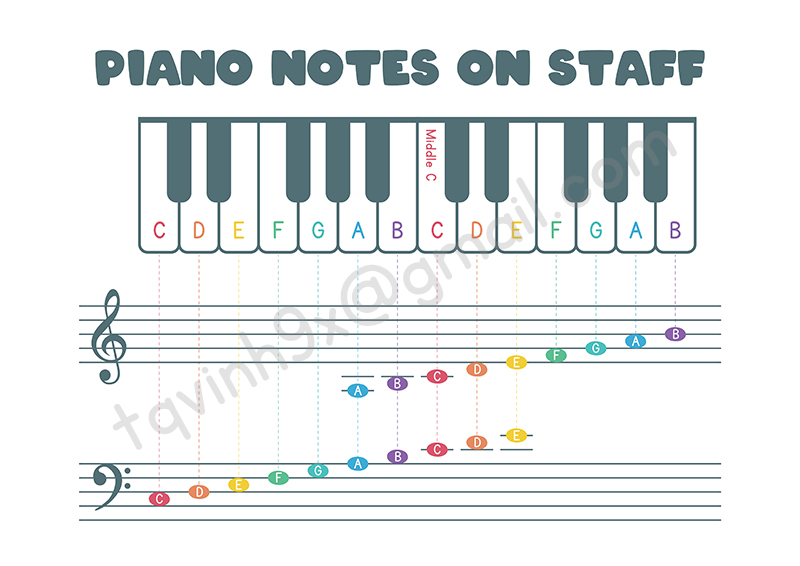 PIANO NOTES ON STAFF
Middle C
C D E F G A B C D E F G A B
tqvinh9x@gmail.com
A B C D E F G A B
C D E F G A B C D E